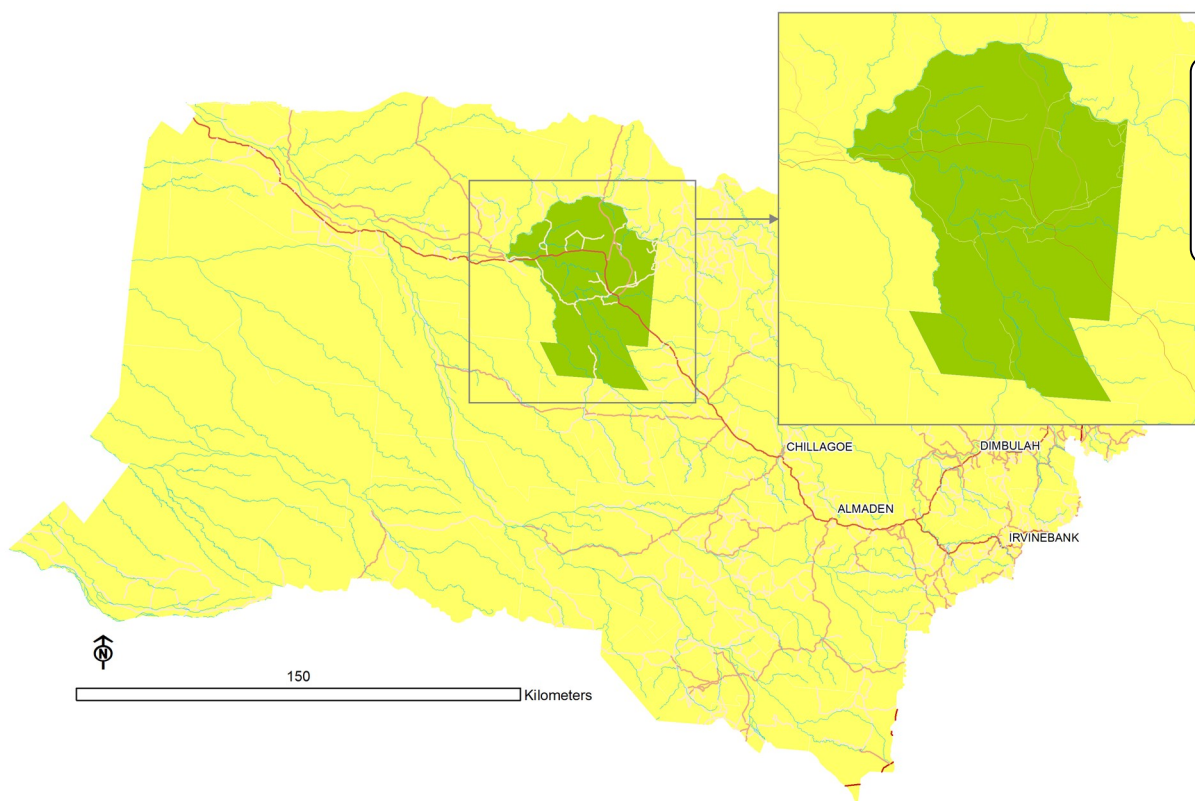 CHILLAGOE
DIMBULAH
ALMADEN
IRVINEBANK
N
150
Kilometers